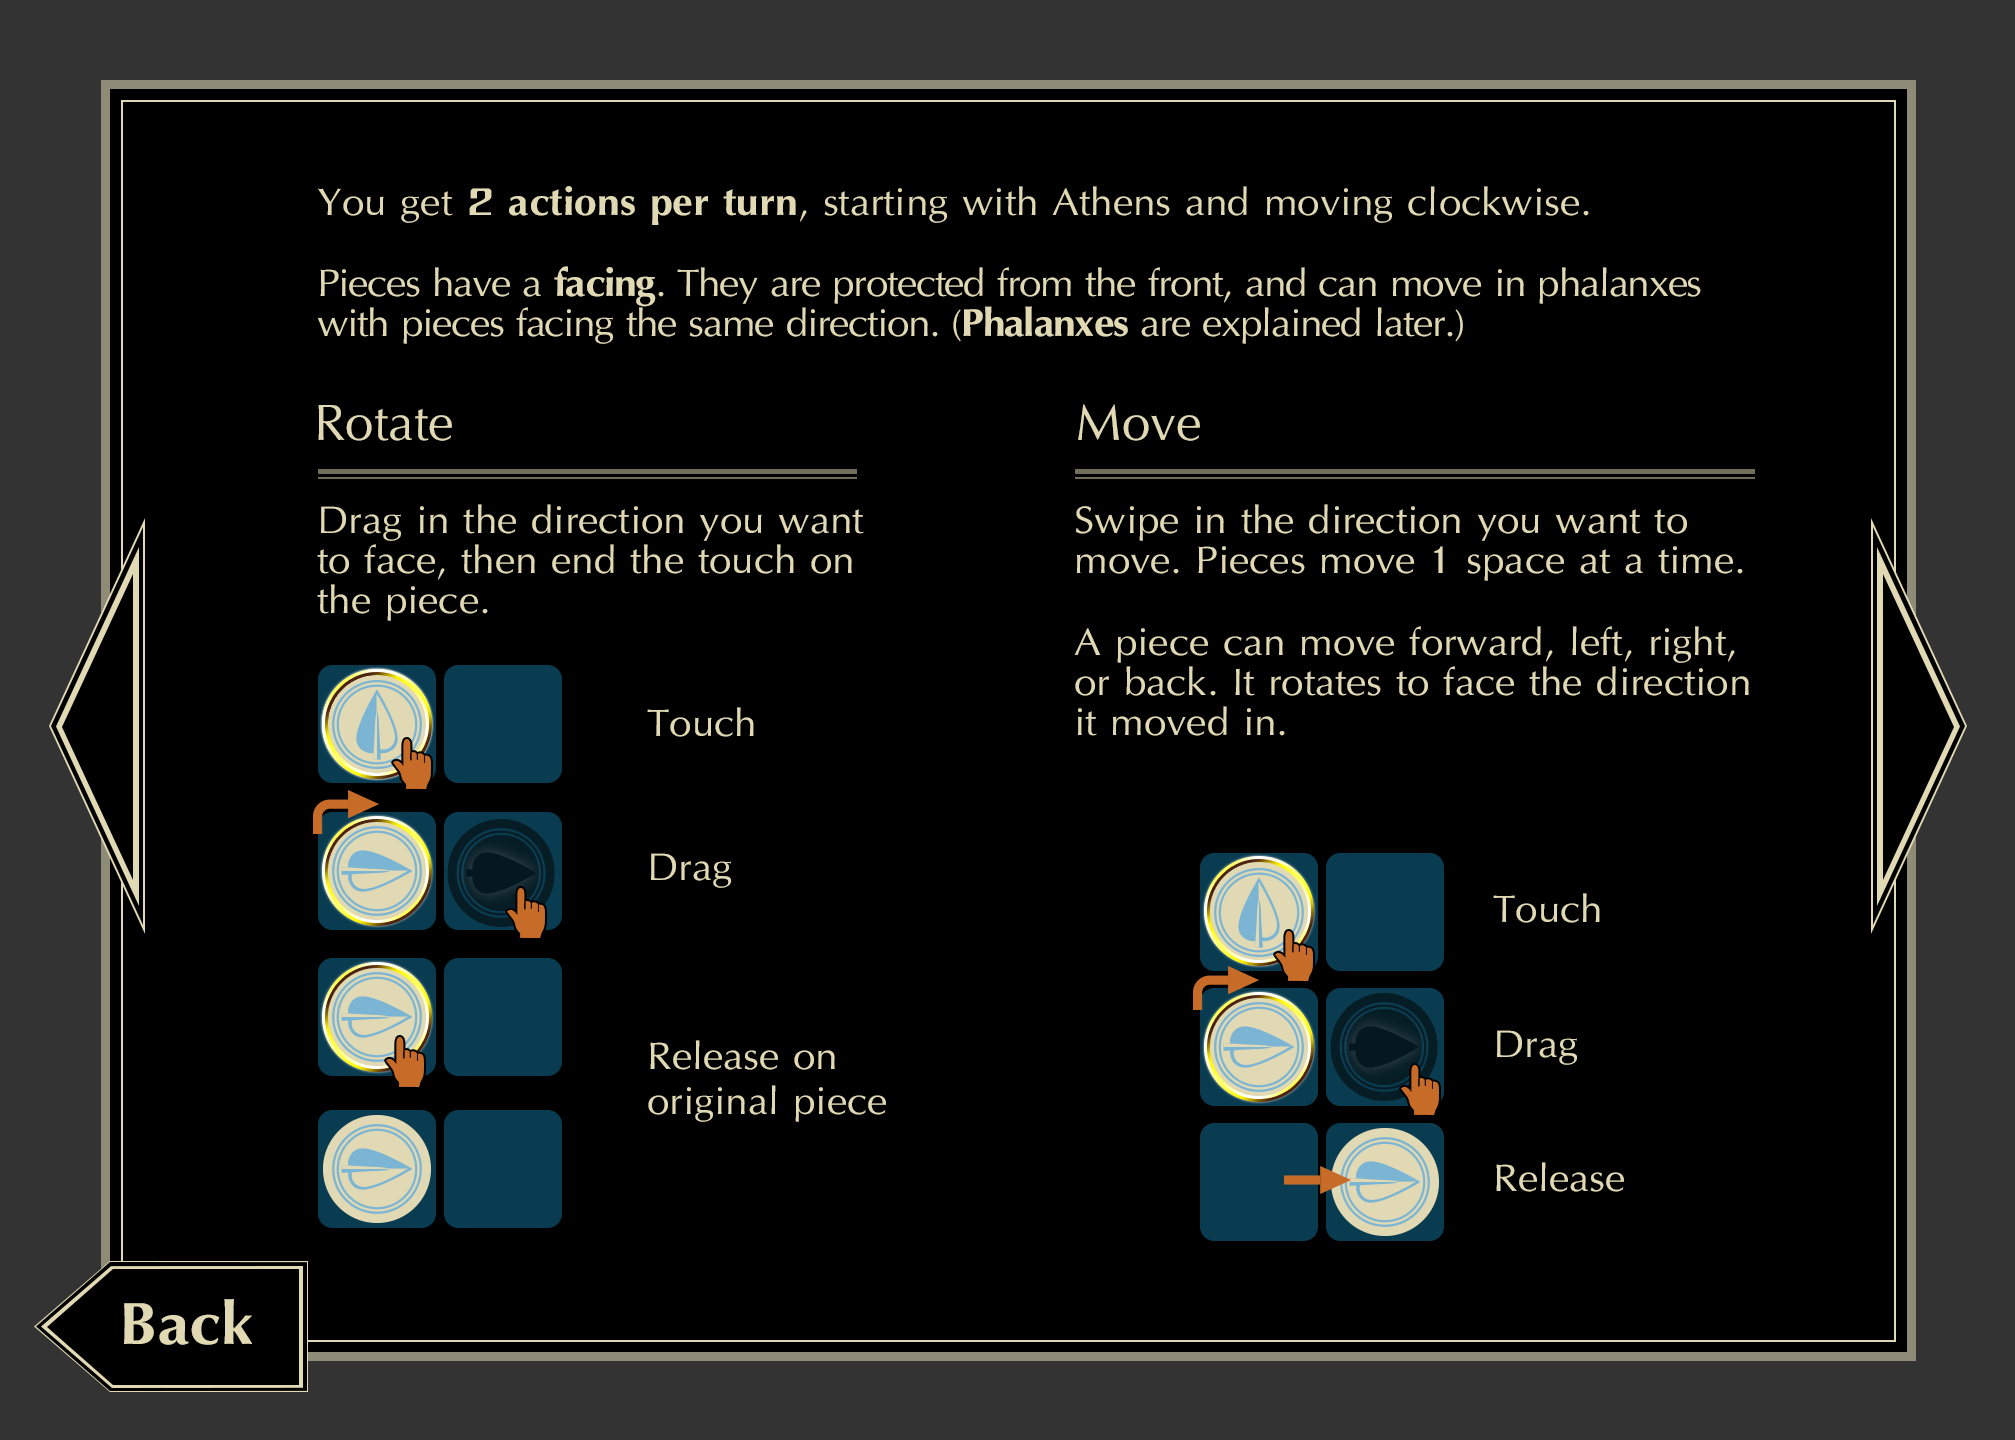 You get 2 actions per turn, starting with Athens and moving clockwise.
Pieces have a facing. They are protected from the front, and can move in phalanxes
with pieces facing the same direction. (Phalanxes are explained later.)
Rotate
Drag in the direction you want
to face, then end the touch on
the piece.
Touch
Drag
Release on
original piece
Move
Swipe in the direction you want to
move. Pieces move 1 space at a time.
A piece can move forward, left, right,
or back. It rotates to face the direction
it moved in.
Touch
Drag
Release
Back